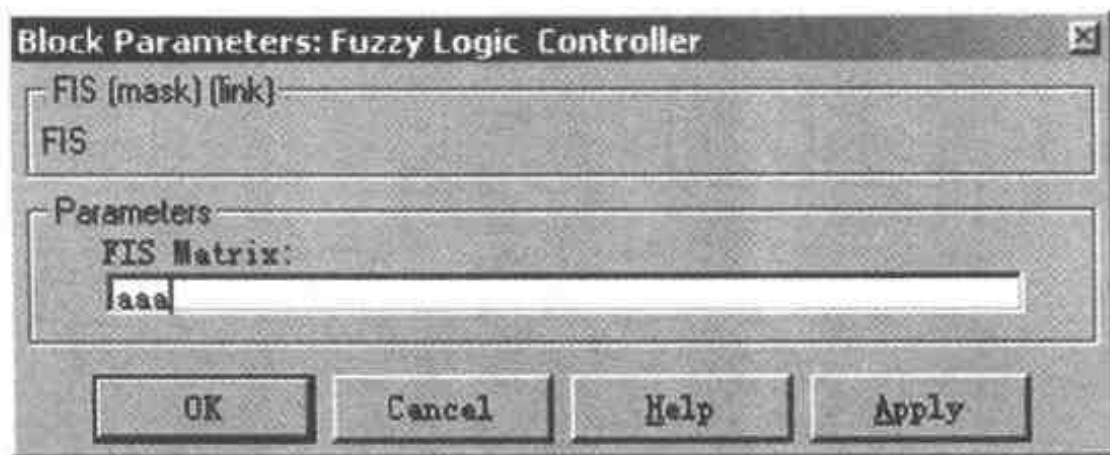 Block Parameters: Fuzzy Logic Controller
FIS (mask) (link)
FIS
Parameters
FIS Matrix:
aaa
OK Cancel Help Apply